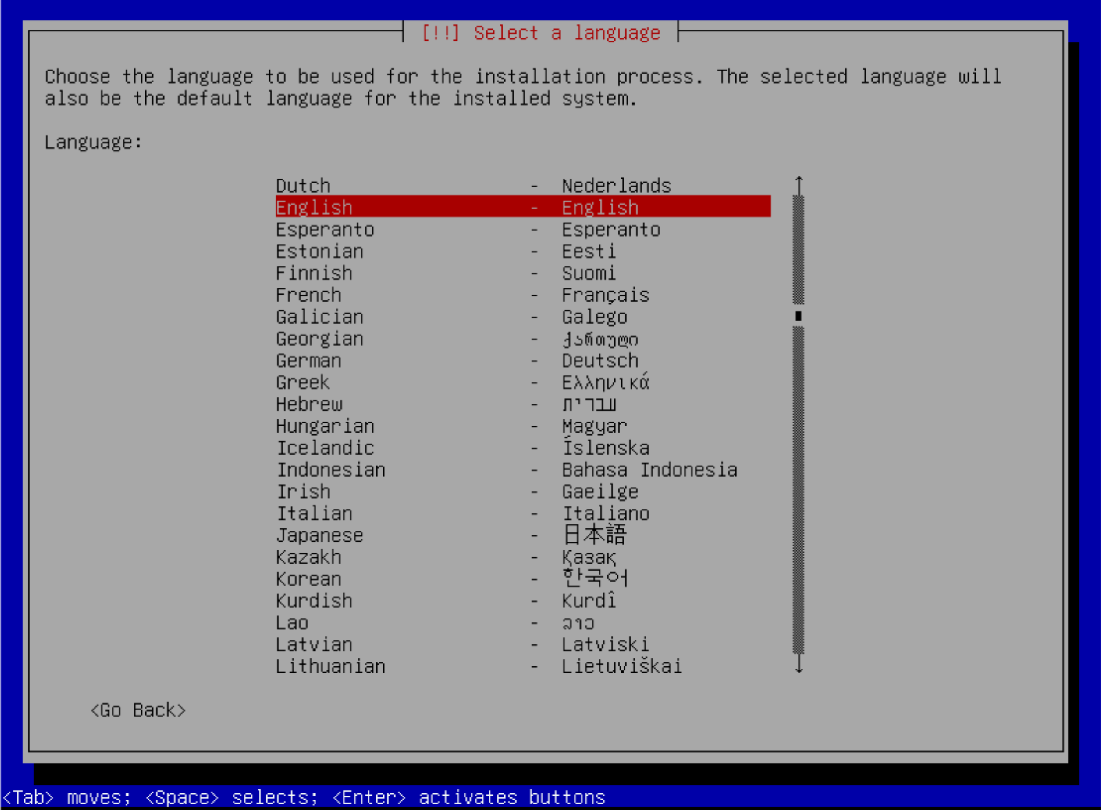 [!!] Select a language
Choose the language to be used for the installation process. The selected language will
also be the default language for the installed system.
Language:
Dutch - Nederlands
English - English
Esperanto - Esperanto
Estonian - Eesti
Finnish - Suomi
French - Français
Galician - Galego
Georgian - ქართული
German - Deutsch
Greek - Ελληνικά
Hebrew - עברית
Hungarian - Magyar
Icelandic - Íslenska
Indonesian - Bahasa Indonesia
Irish - Gaeilge
Italian - Italiano
Japanese - 日本語
Kazakh - Қазақ
Korean - 한국어
Kurdish - Kurdî
Lao - ລາວ
Latvian - Latviski
Lithuanian - Lietuviškai
<Go Back>
<Tab> moves; <Space> selects; <Enter> activates buttons